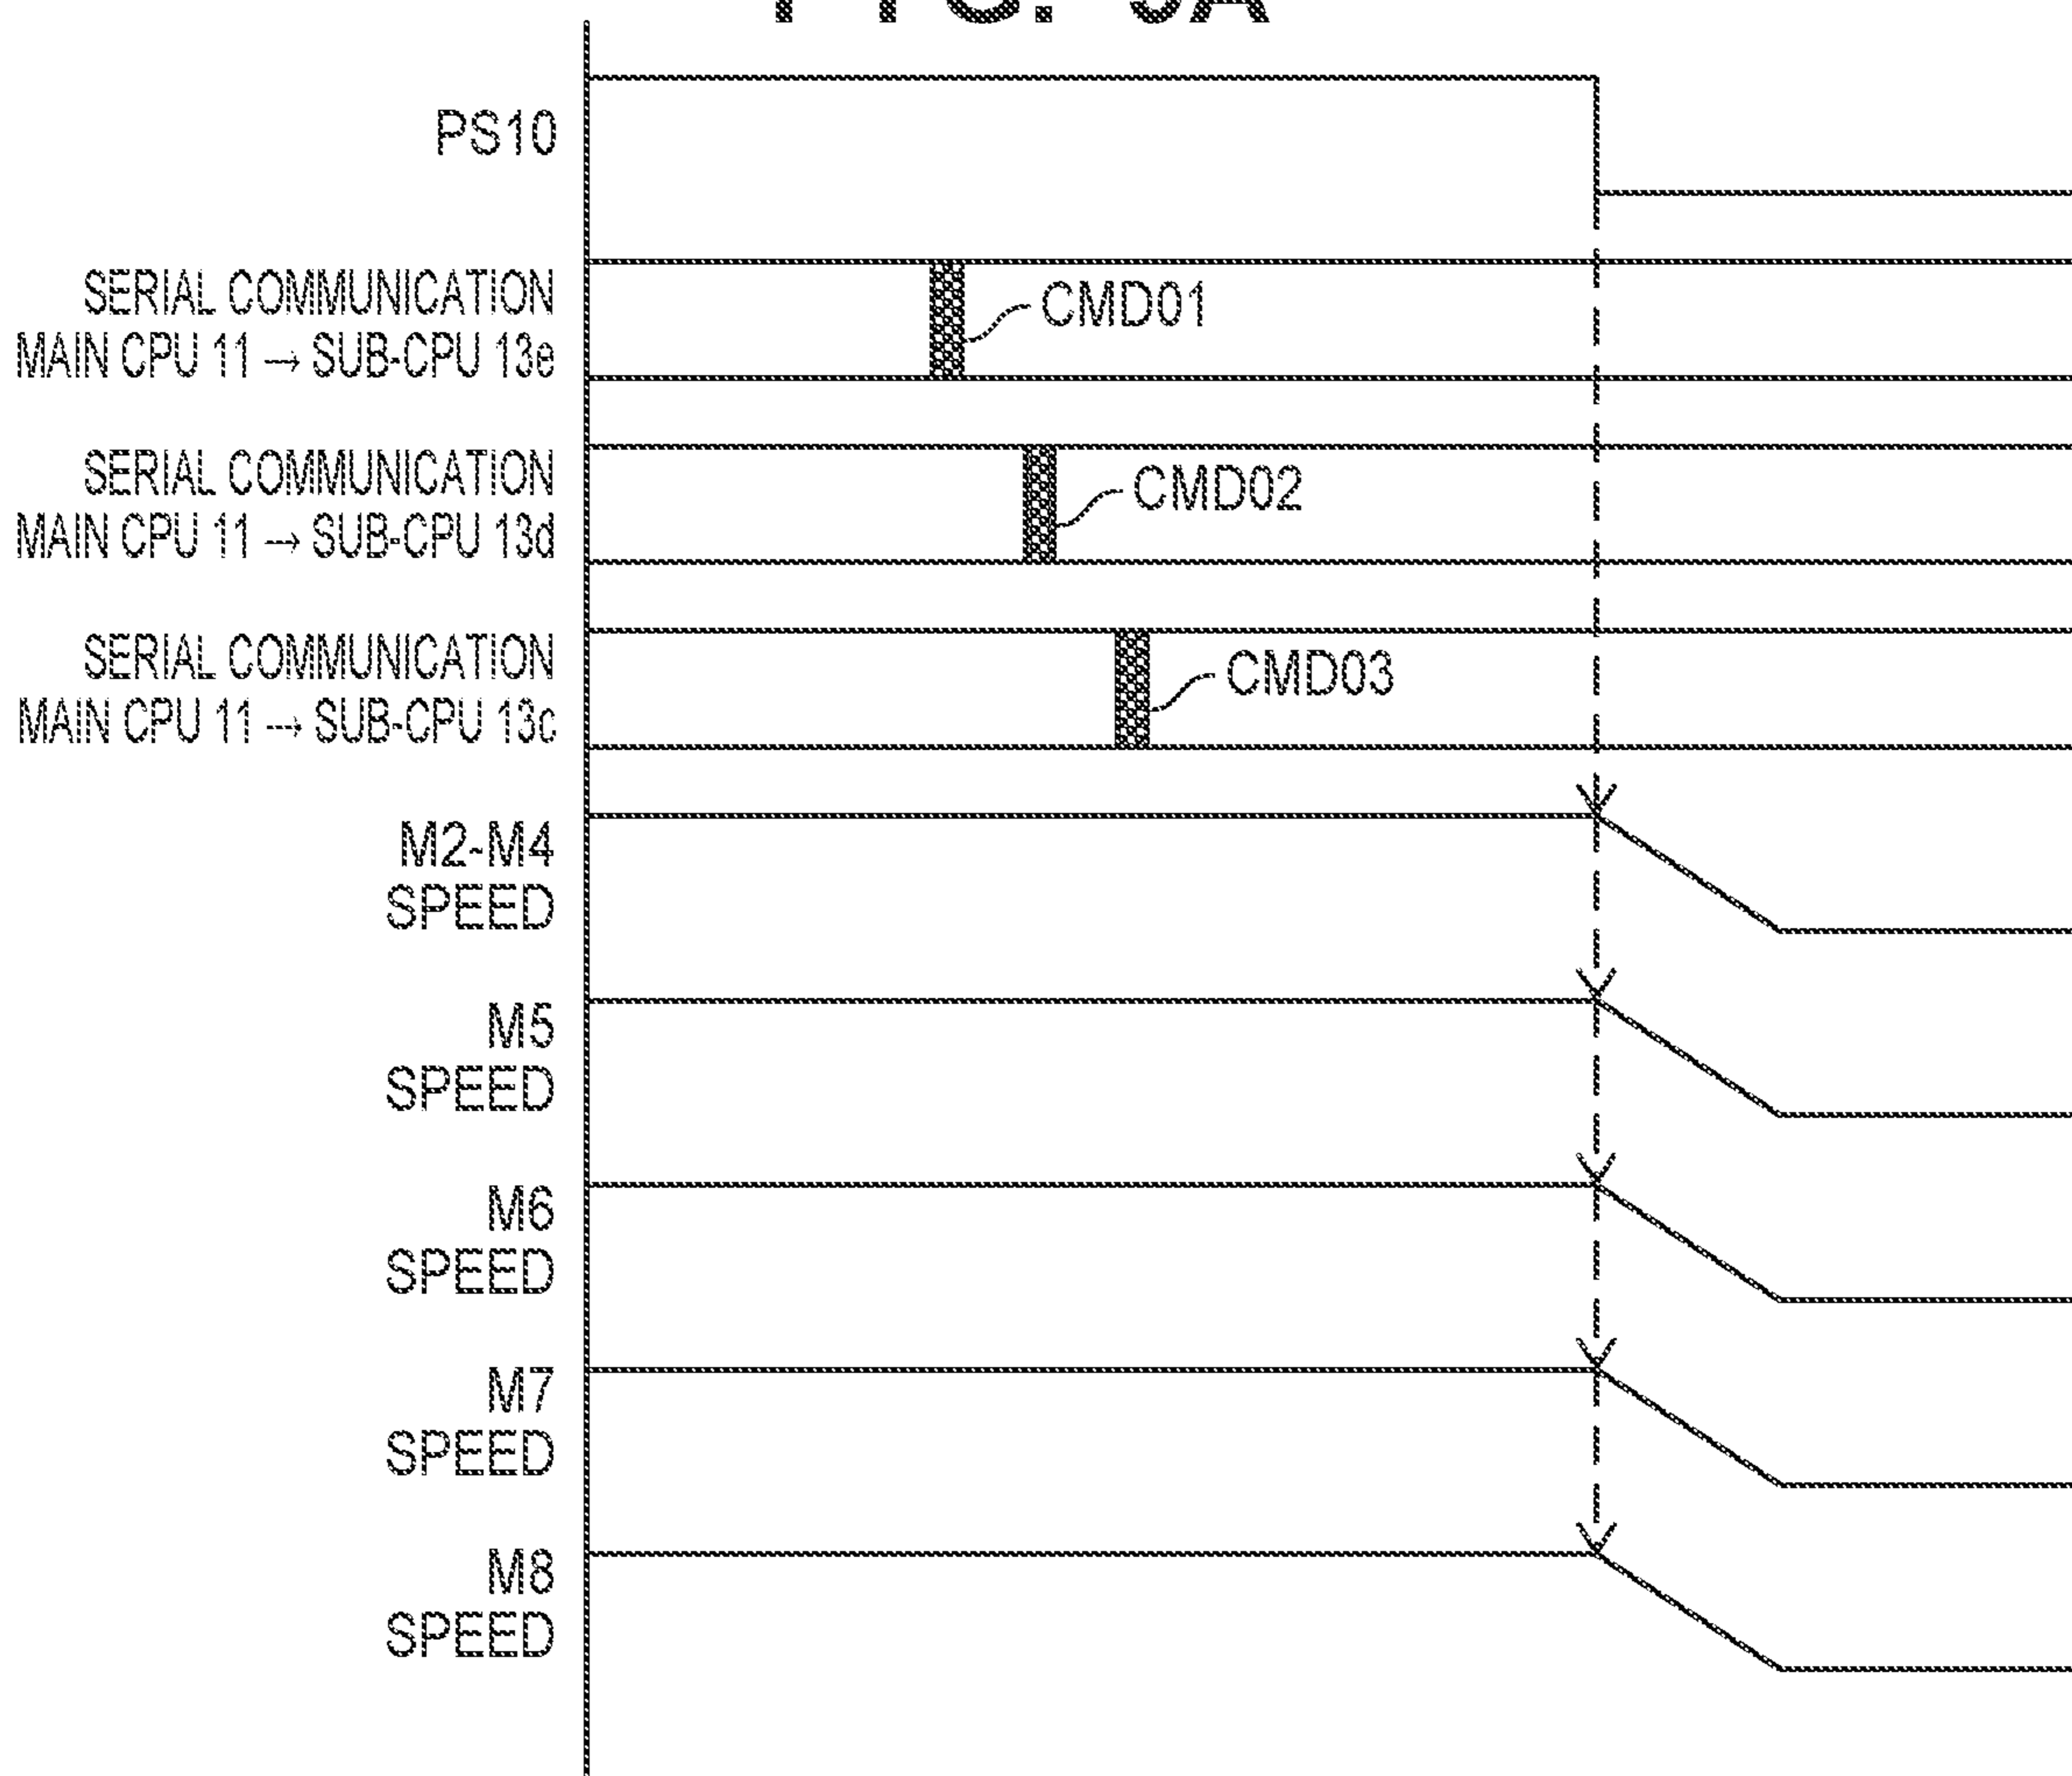 PS10
SERIAL COMMUNICATION
MAIN CPU 11 → SUB-CPU 13e
CMD01
SERIAL COMMUNICATION
MAIN CPU 11 → SUB-CPU 13d
CMD02
SERIAL COMMUNICATION
MAIN CPU 11 → SUB-CPU 13c
CMD03
M2-M4
SPEED
M5
SPEED
M6
SPEED
M7
SPEED
M8
SPEED